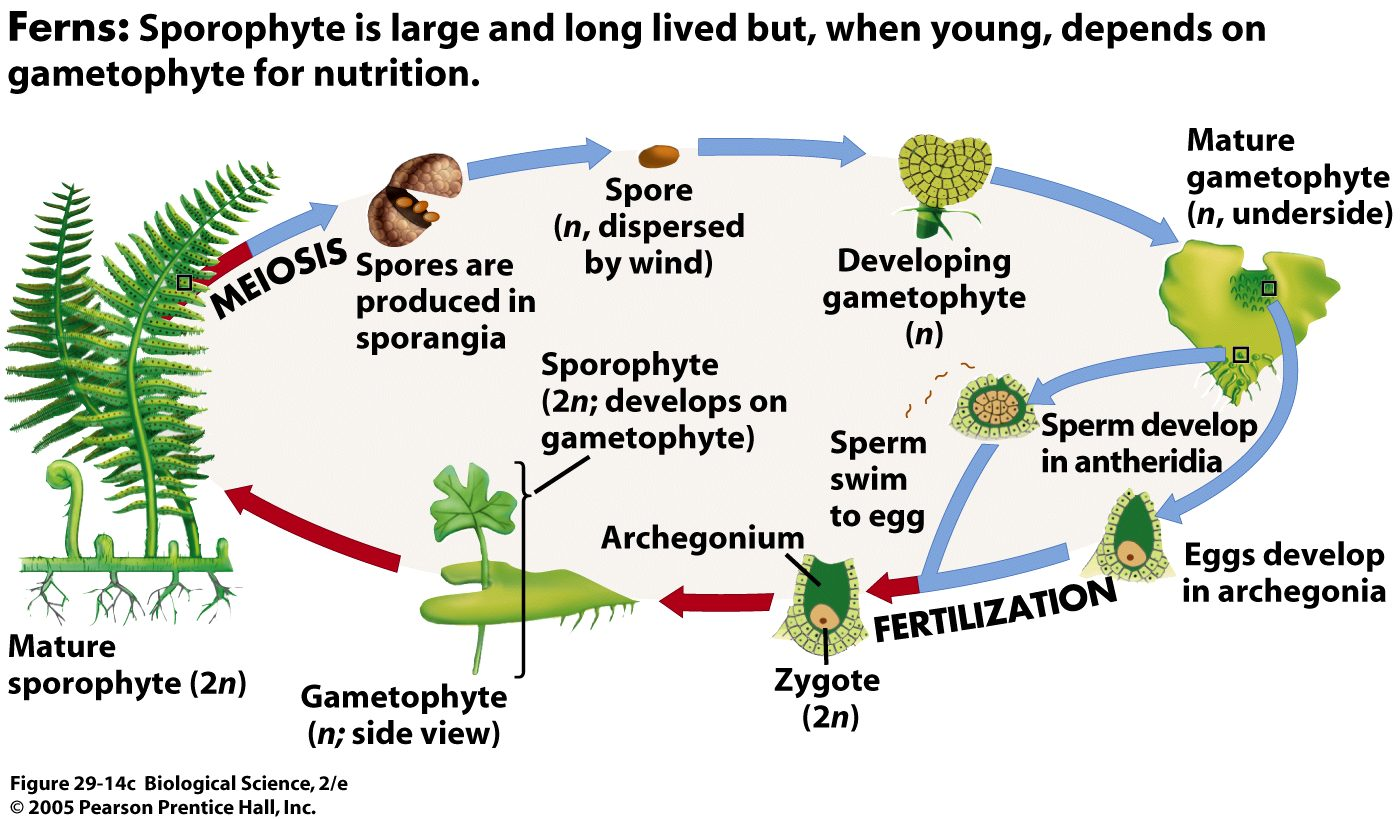 Ferns: Sporophyte is large and long lived but, when young, depends on
gametophyte for nutrition.
MEIOSIS
Spores are
produced in
sporangia
Spore
(n, dispersed
by wind)
Developing
gametophyte
(n)
Mature
gametophyte
(n, underside)
Sperm develop
in antheridia
Sperm
swim
to egg
Eggs develop
in archegonia
FERTILIZATION
Archegonium
Zygote
(2n)
Sporophyte
(2n; develops on
gametophyte)
Gametophyte
(n; side view)
Mature
sporophyte (2n)
Figure 29-14c Biological Science, 2/e
© 2005 Pearson Prentice Hall, Inc.